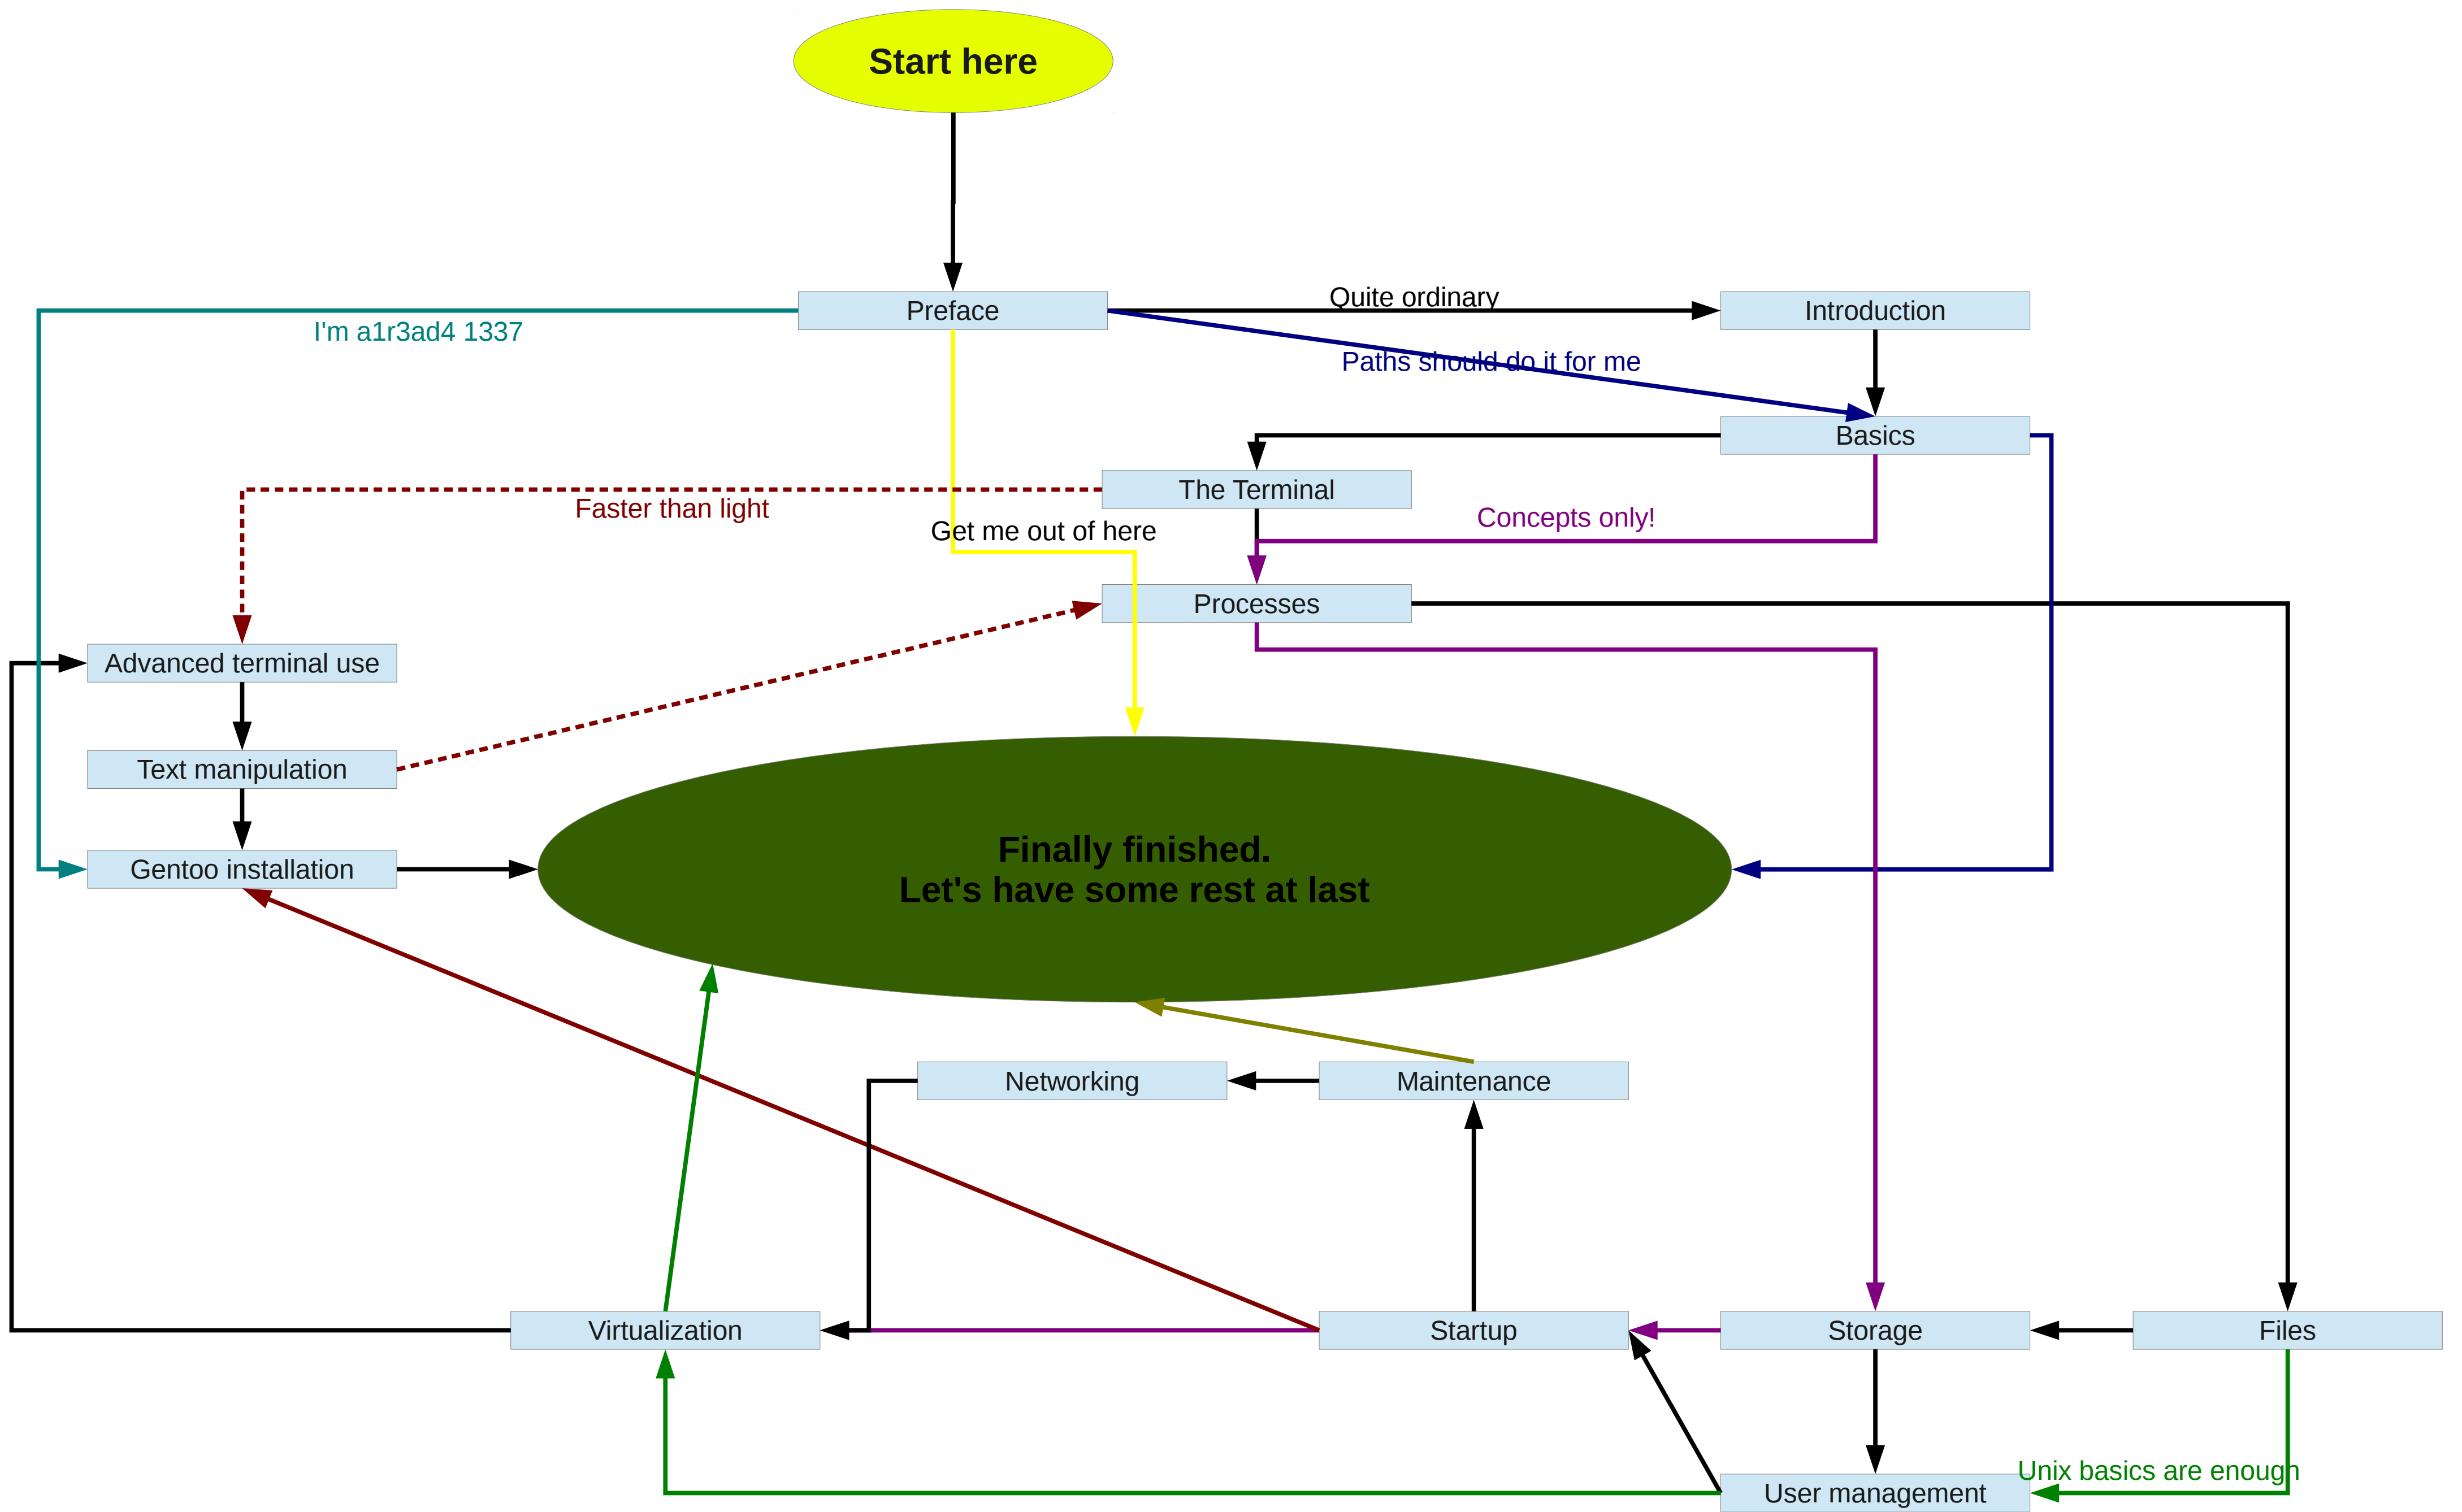 Start here
Quite ordinary
Preface
Introduction
I'm a1r3ad4 1337
Paths should do it for me
Basics
The Terminal
Faster than light
Concepts only!
Get me out of here
Processes
Advanced terminal use
Text manipulation
Finally finished.
Let's have some rest at last
Gentoo installation
Networking
Maintenance
Virtualization
Startup
Storage
Files
Unix basics are enough
User management